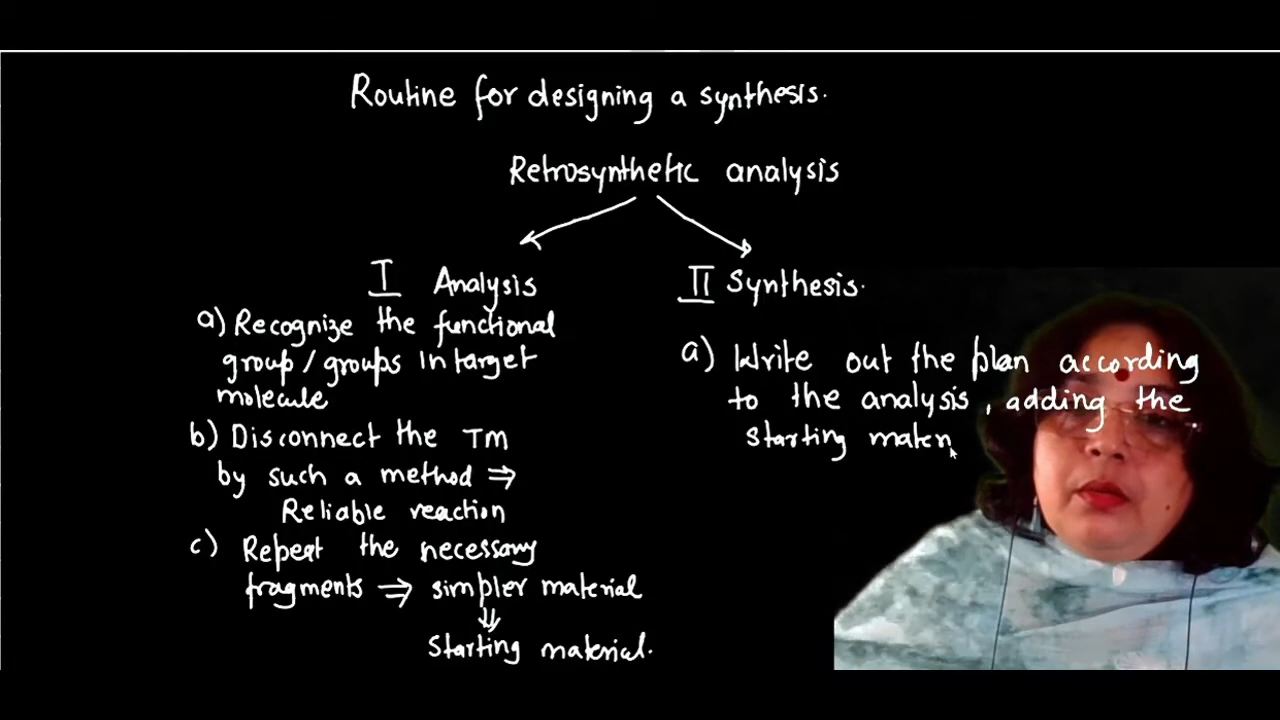 Routine for designing a synthesis.
Retrosynthetic analysis
I Analysis
a) Recognize the functional
group/groups in target
molecule
b) Disconnect the TM
by such a method ⇒
Reliable reaction
c) Repeat the necessary
fragments ⇒ simpler material
⇓
starting material.
II Synthesis.
a) Write out the plan according
to the analysis, adding the
starting materi